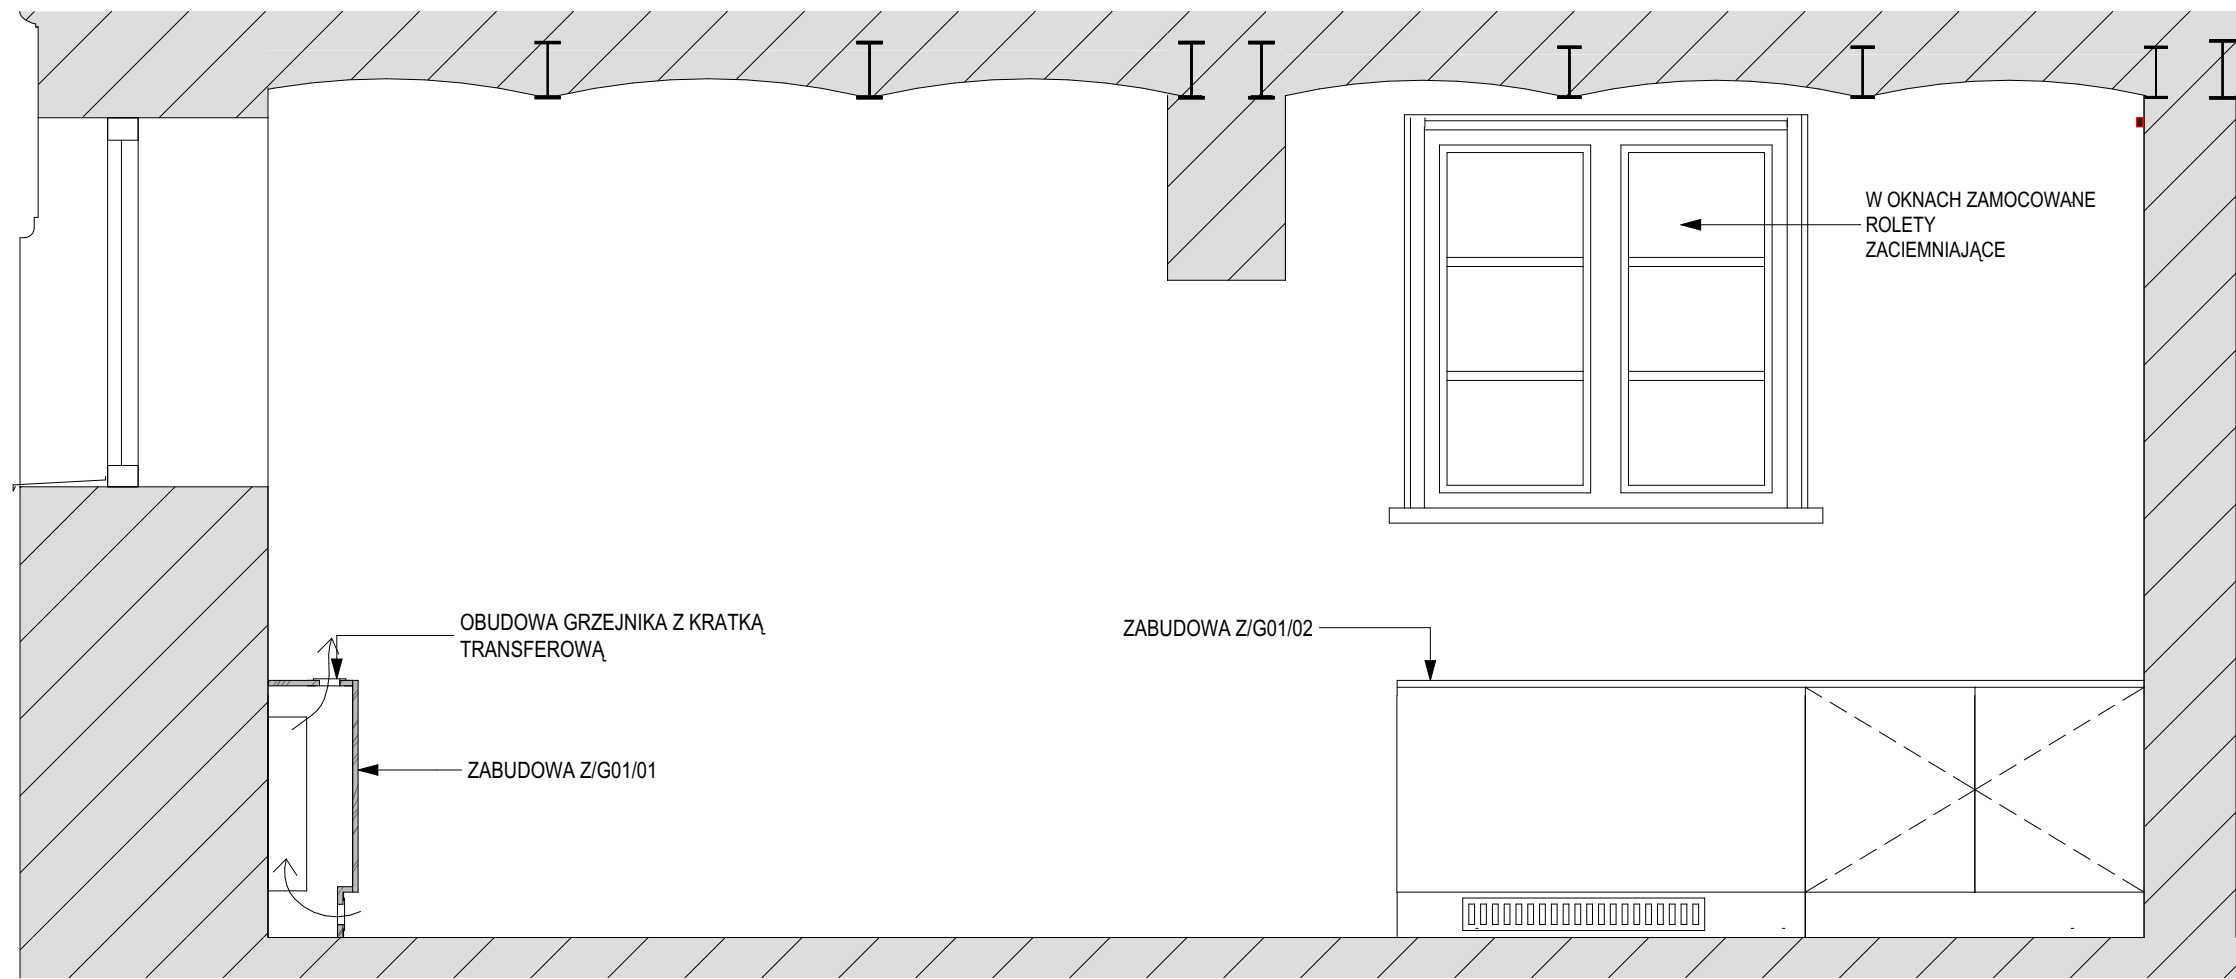 W OKNACH ZAMOCOWANE
ROLETY
ZACIEMNIAJĄCE
OBUDOWA GRZEJNIKA Z KRATKĄ
TRANSFEROWĄ
ZABUDOWA Z/G01/02
ZABUDOWA Z/G01/01